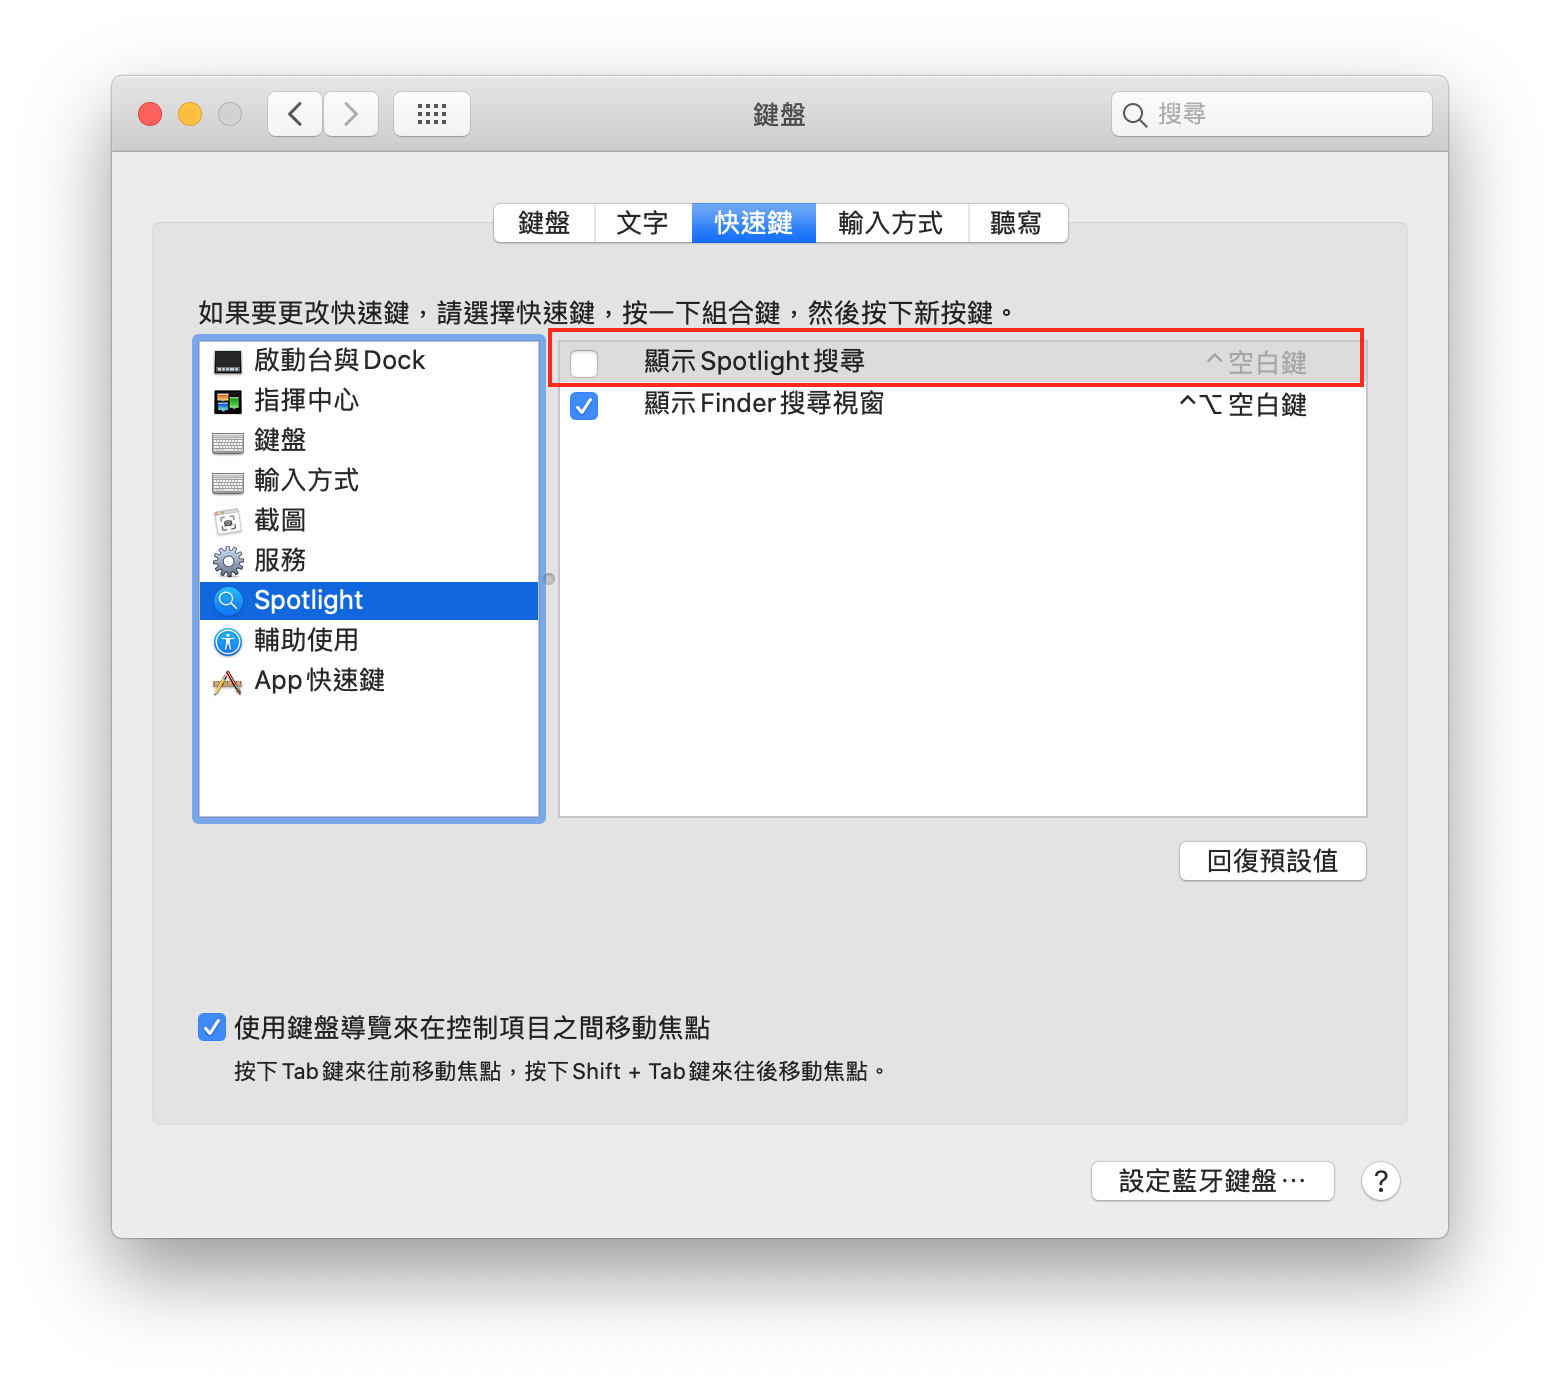 鍵盤
搜尋
鍵盤 文字 快速鍵 輸入方式 聽寫
如果要更改快速鍵，請選擇快速鍵，按一下組合鍵，然後按下新按鍵。
啟動台與Dock
指揮中心
鍵盤
輸入方式
截圖
服務
Spotlight
輔助使用
App快速鍵
顯示Spotlight搜尋 ^空白鍵
顯示Finder搜尋視窗 ^⌥空白鍵
回復預設值
使用鍵盤導覽來在控制項目之間移動焦點
按下Tab鍵來往前移動焦點，按下Shift + Tab鍵來往後移動焦點。
設定藍牙鍵盤⋯
?